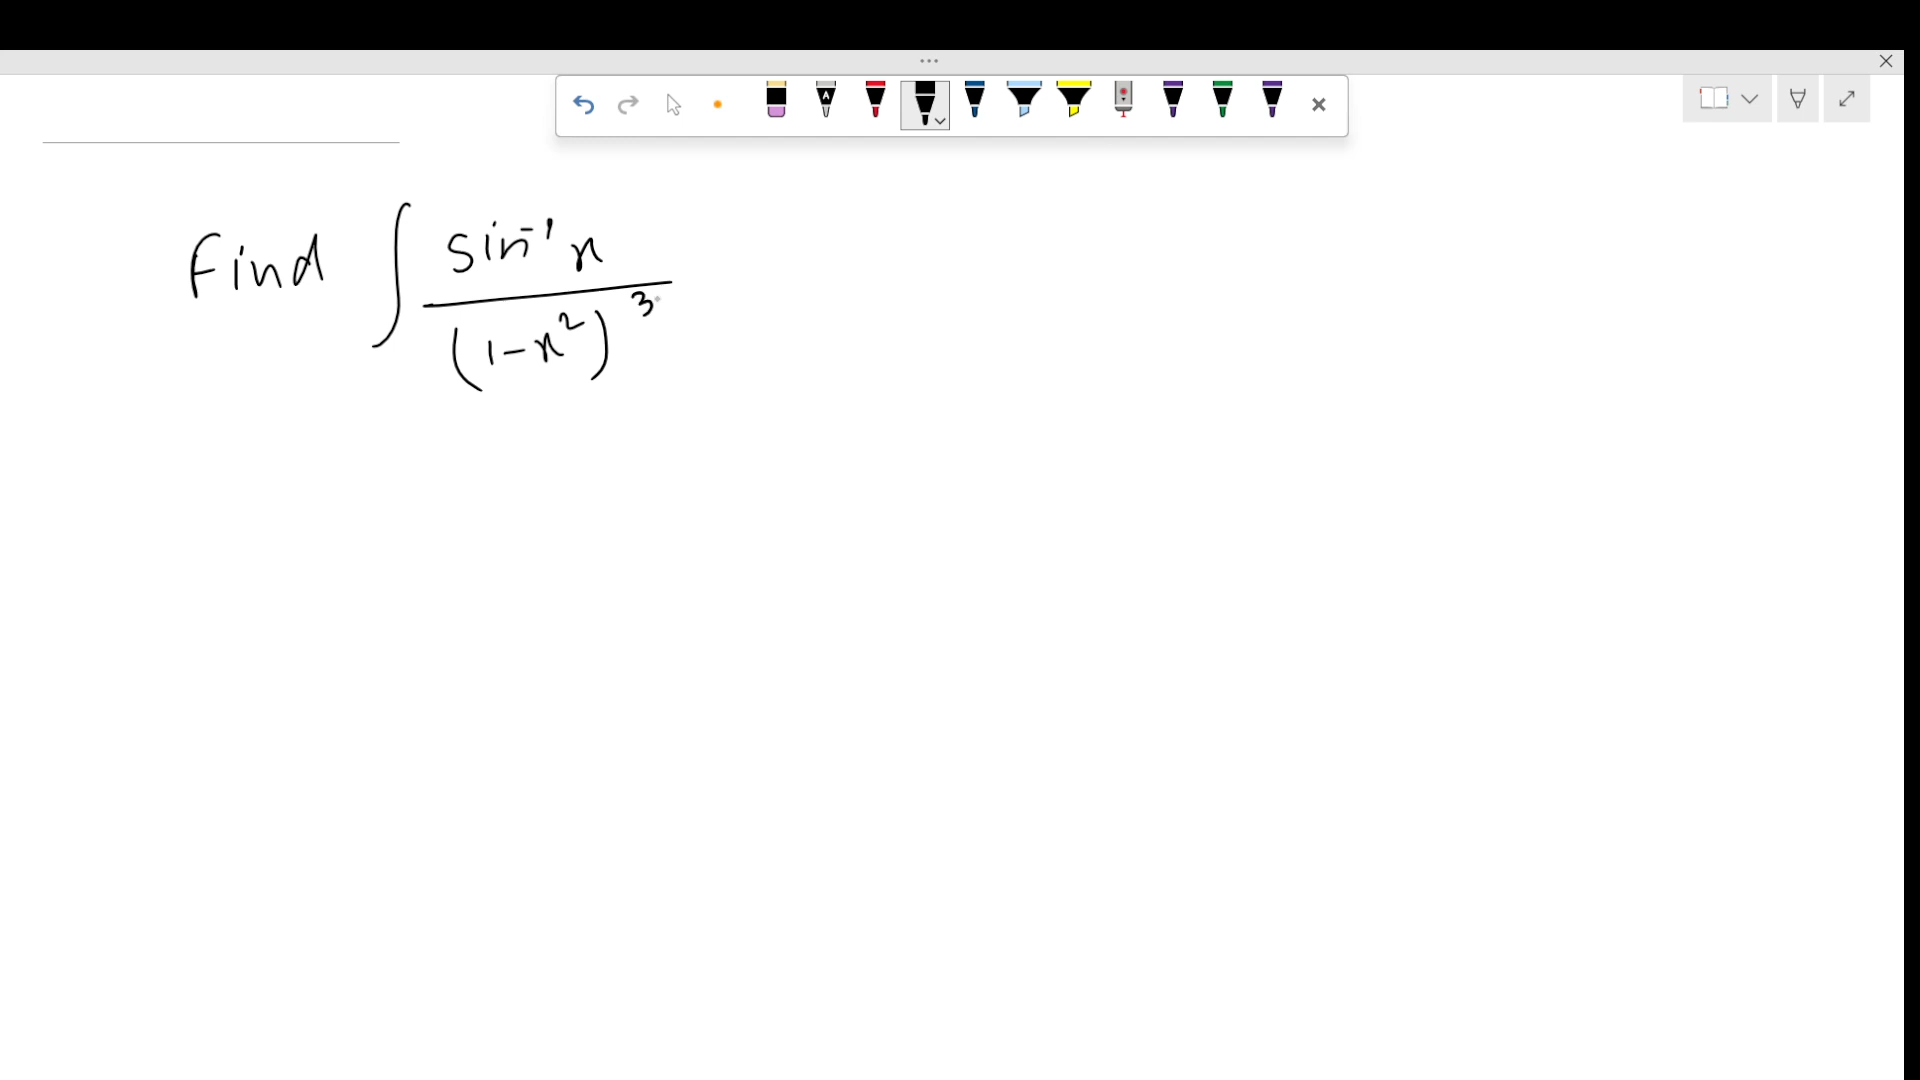 Find ∫ sin⁻¹x / (1-x²)³